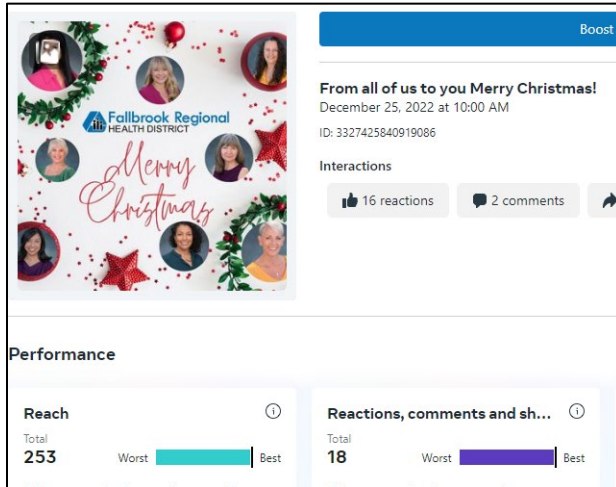 Fallbrook Regional
HEALTH DISTRICT
Merry
Christmas
Boost
From all of us to you Merry Christmas!
December 25, 2022 at 10:00 AM
ID: 3327425840919086
Interactions
16 reactions
2 comments
Performance
Reach
Total
253
Worst
Best
Reactions, comments and sh...
Total
18
Worst
Best